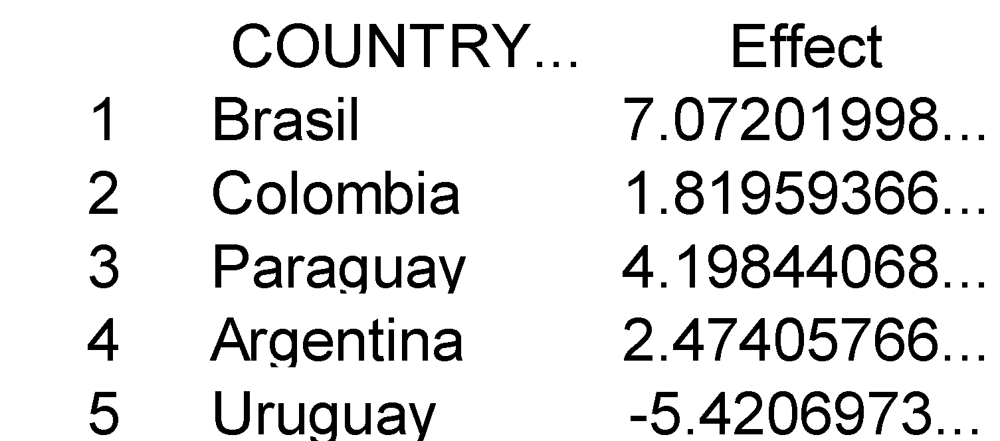 COUNTRY... Effect
1 Brasil 7.07201998...
2 Colombia 1.81959366...
3 Paraguay 4.19844068...
4 Argentina 2.47405766...
5 Uruguay -5.4206973...